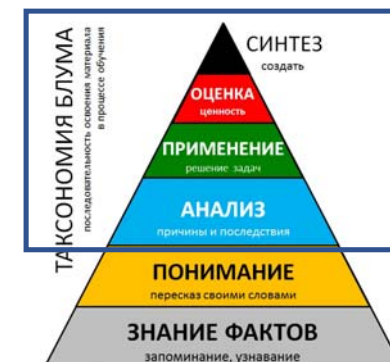 ТАКСОНОМИЯ БЛУМА
последовательность освоения материала
в процессе обучения
СИНТЕЗ
создать
ОЦЕНКА
ценность
ПРИМЕНЕНИЕ
решение задач
АНАЛИЗ
причины и последствия
ПОНИМАНИЕ
пересказ своими словами
ЗНАНИЕ ФАКТОВ
запоминание, узнавание